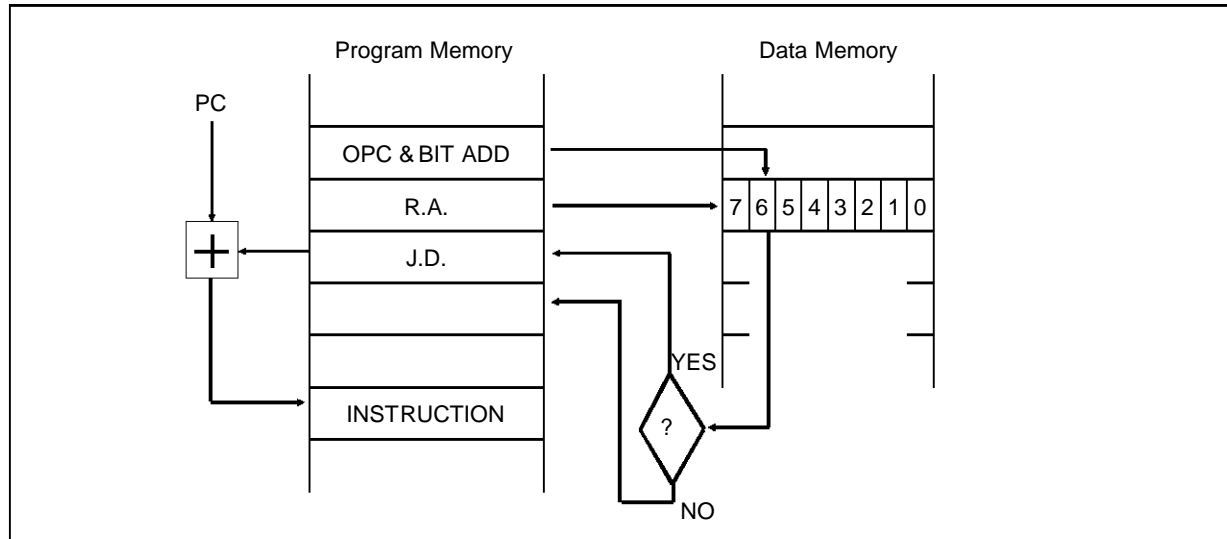 Program Memory
Data Memory
PC
OPC & BIT ADD
R.A.
7 6 5 4 3 2 1 0
J.D.
YES
INSTRUCTION
?
NO